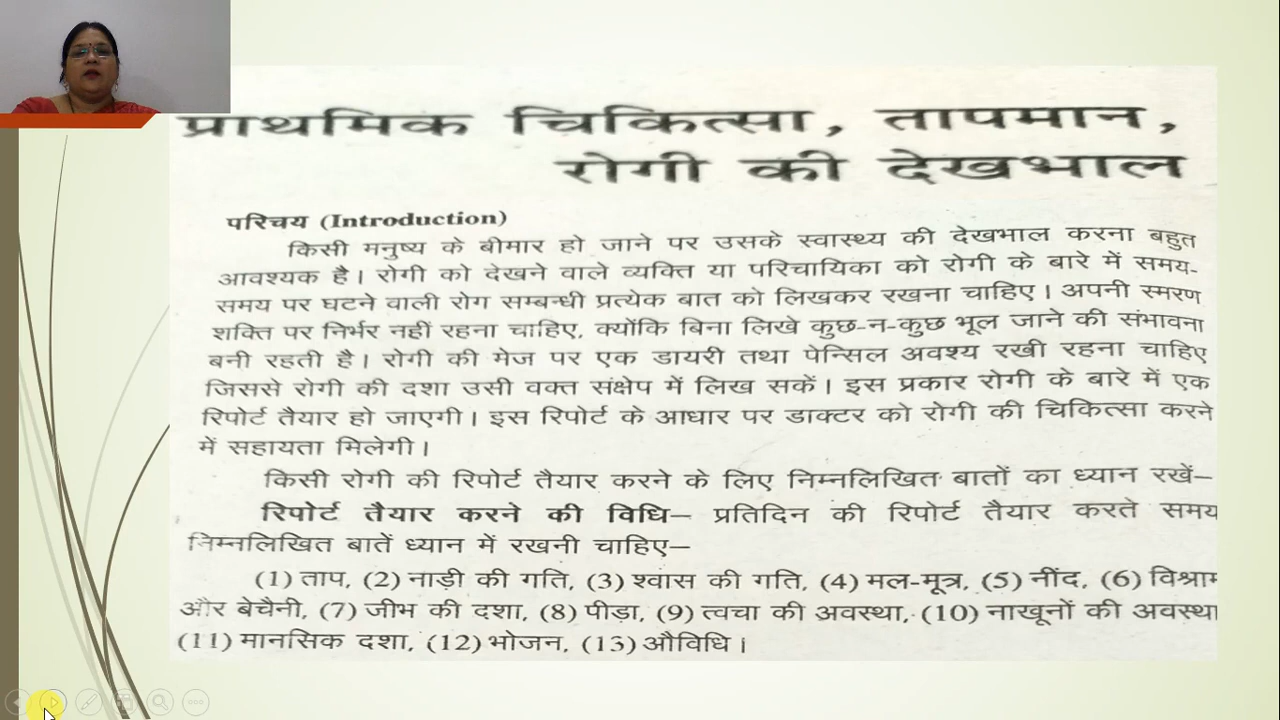 प्राथमिक चिकित्सा, तापमान,
रोगी की देखभाल
परिचय (Introduction)
किसी मनुष्य के बीमार हो जाने पर उसके स्वास्थ्य की देखभाल करना बहुत
आवश्यक है। रोगी को देखने वाले व्यक्ति या परिचायिका को रोगी के बारे में समय-
समय पर घटने वाली रोग सम्बन्धी प्रत्येक बात को लिखकर रखना चाहिए। अपनी स्मरण
शक्ति पर निर्भर नहीं रहना चाहिए, क्योंकि बिना लिखे कुछ-न-कुछ भूल जाने की संभावना
बनी रहती है। रोगी की मेज पर एक डायरी तथा पेन्सिल अवश्य रखी रहना चाहिए
जिससे रोगी की दशा उसी वक्त संक्षेप में लिख सकें। इस प्रकार रोगी के बारे में एक
रिपोर्ट तैयार हो जाएगी। इस रिपोर्ट के आधार पर डाक्टर को रोगी की चिकित्सा करने
में सहायता मिलेगी।
किसी रोगी की रिपोर्ट तैयार करने के लिए निम्नलिखित बातों का ध्यान रखें–
रिपोर्ट तैयार करने की विधि– प्रतिदिन की रिपोर्ट तैयार करते समय
निम्नलिखित बातें ध्यान में रखनी चाहिए–
(1) ताप, (2) नाड़ी की गति, (3) श्वास की गति, (4) मल-मूत्र, (5) नींद, (6) विश्राम
और बेचैनी, (7) जीभ की दशा, (8) पीड़ा, (9) त्वचा की अवस्था, (10) नाखूनों की अवस्था
(11) मानसिक दशा, (12) भोजन, (13) औविधि।